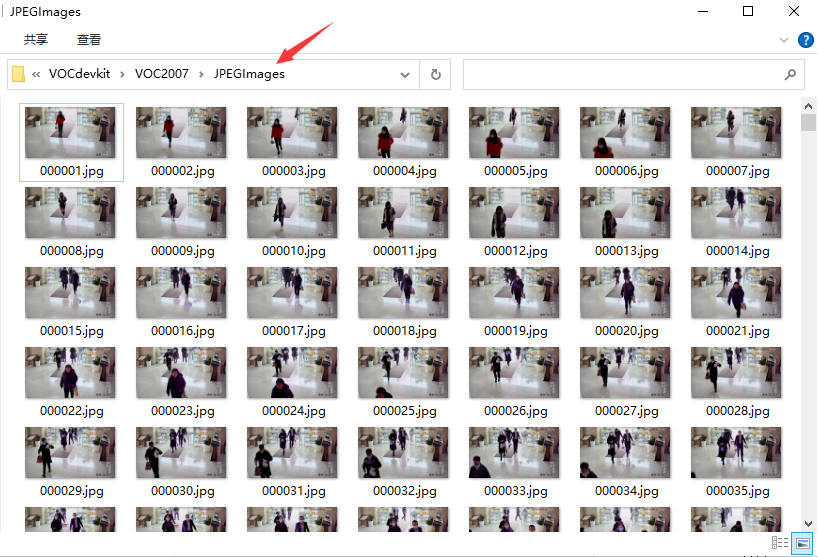 JPEGImages
共享 查看
« VOCdevkit › VOC2007 › JPEGImages
000001.jpg 000002.jpg 000003.jpg 000004.jpg 000005.jpg 000006.jpg 000007.jpg
000008.jpg 000009.jpg 000010.jpg 000011.jpg 000012.jpg 000013.jpg 000014.jpg
000015.jpg 000016.jpg 000017.jpg 000018.jpg 000019.jpg 000020.jpg 000021.jpg
000022.jpg 000023.jpg 000024.jpg 000025.jpg 000026.jpg 000027.jpg 000028.jpg
000029.jpg 000030.jpg 000031.jpg 000032.jpg 000033.jpg 000034.jpg 000035.jpg